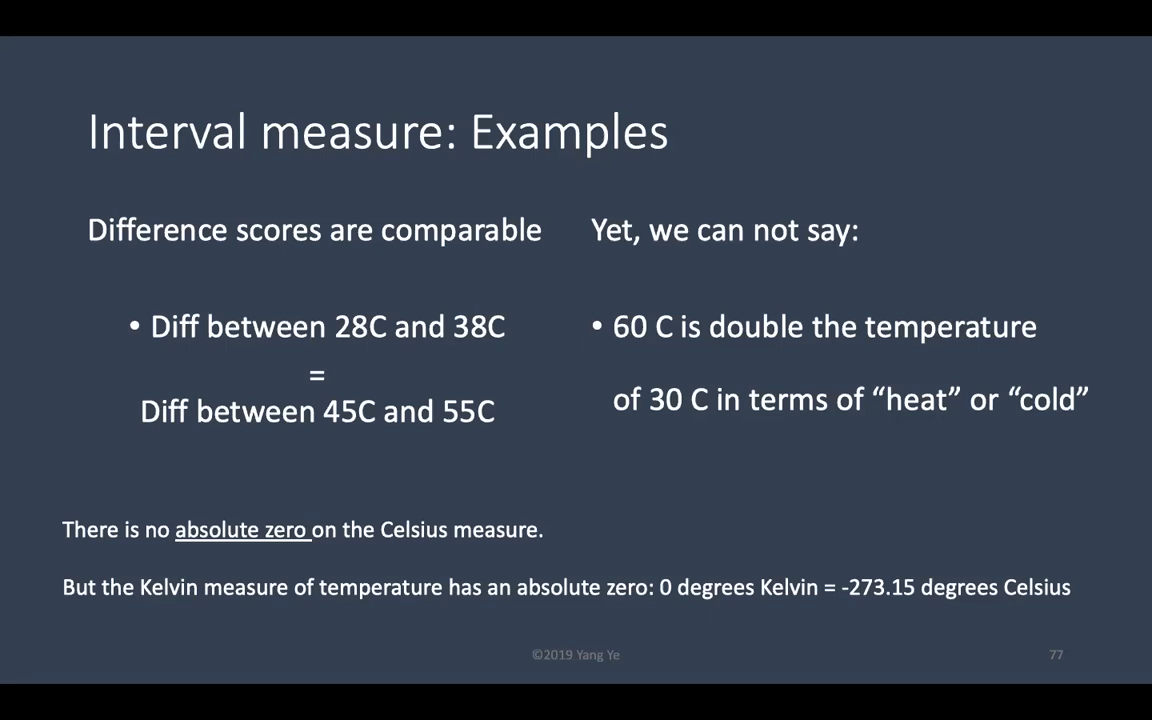 Interval measure: Examples
Difference scores are comparable
• Diff between 28C and 38C
=
Diff between 45C and 55C
Yet, we can not say:
• 60 C is double the temperature
of 30 C in terms of “heat” or “cold”
There is no absolute zero on the Celsius measure.
But the Kelvin measure of temperature has an absolute zero: 0 degrees Kelvin = -273.15 degrees Celsius
©2019 Yang Ye
77